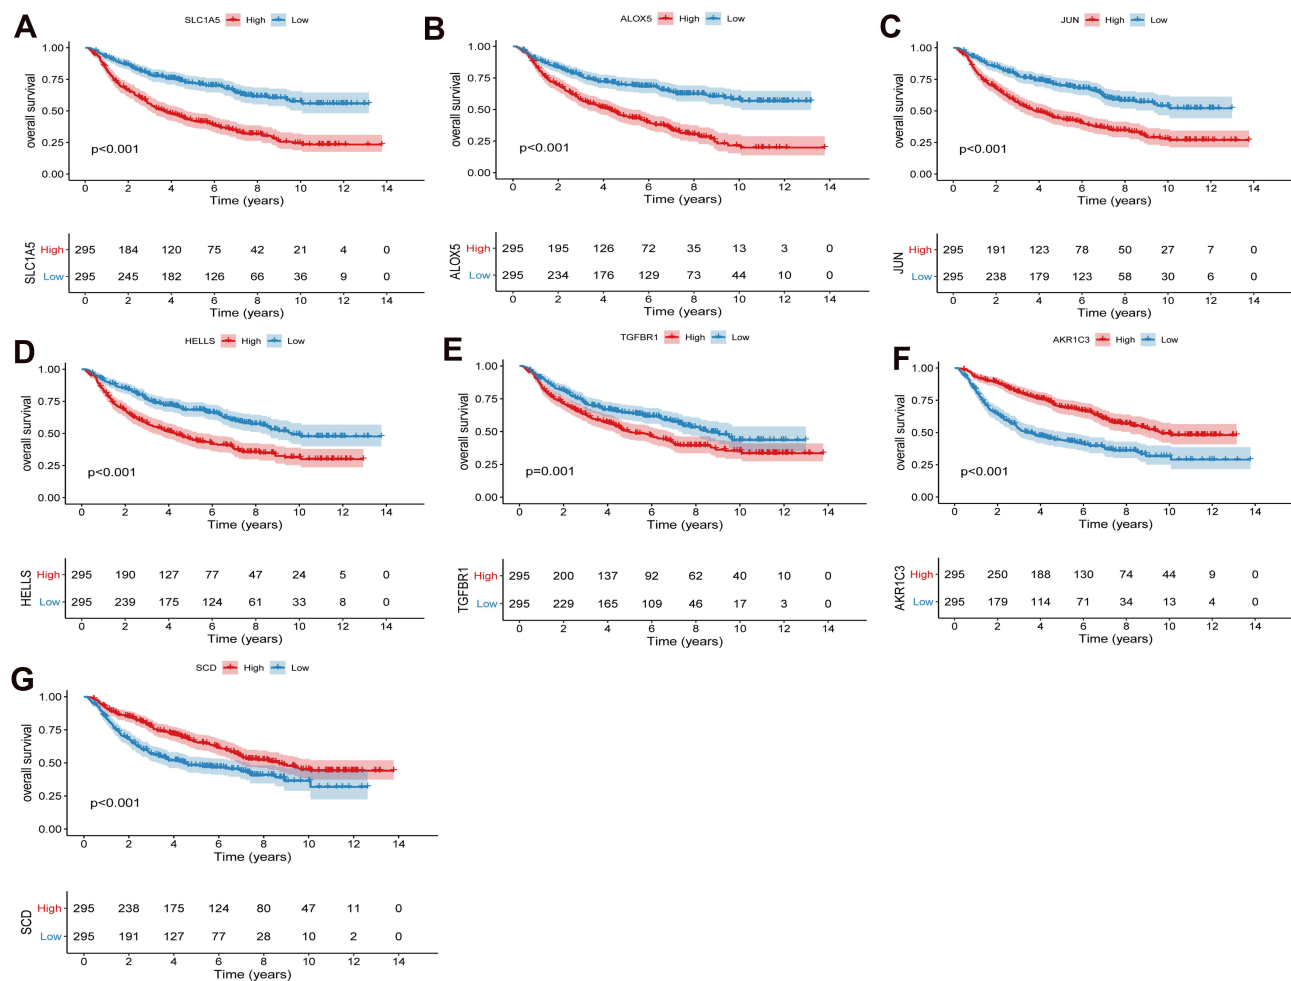 A
SLC1A5 High Low
overall survival
1.00
0.75
0.50
0.25
0.00
p<0.001
0 2 4 6 8 10 12 14
Time (years)
SLC1A5
High 295 184 120 75 42 21 4 0
Low 295 245 182 126 66 36 9 0
0 2 4 6 8 10 12 14
Time (years)
B
ALOX5 High Low
overall survival
1.00
0.75
0.50
0.25
0.00
p<0.001
0 2 4 6 8 10 12 14
Time (years)
ALOX5
High 295 195 126 72 35 13 3 0
Low 295 234 176 129 73 44 10 0
0 2 4 6 8 10 12 14
Time (years)
C
JUN High Low
overall survival
1.00
0.75
0.50
0.25
0.00
p<0.001
0 2 4 6 8 10 12 14
Time (years)
JUN
High 295 191 123 78 50 27 7 0
Low 295 238 179 123 58 30 6 0
0 2 4 6 8 10 12 14
Time (years)
D
HELLS High Low
overall survival
1.00
0.75
0.50
0.25
0.00
p<0.001
0 2 4 6 8 10 12 14
Time (years)
HELLS
High 295 190 127 77 47 24 5 0
Low 295 239 175 124 61 33 8 0
0 2 4 6 8 10 12 14
Time (years)
E
TGFBR1 High Low
overall survival
1.00
0.75
0.50
0.25
0.00
p=0.001
0 2 4 6 8 10 12 14
Time (years)
TGFBR1
High 295 200 137 92 62 40 10 0
Low 295 229 165 109 46 17 3 0
0 2 4 6 8 10 12 14
Time (years)
F
AKR1C3 High Low
overall survival
1.00
0.75
0.50
0.25
0.00
p<0.001
0 2 4 6 8 10 12 14
Time (years)
AKR1C3
High 295 250 188 130 74 44 9 0
Low 295 179 114 71 34 13 4 0
0 2 4 6 8 10 12 14
Time (years)
G
SCD High Low
overall survival
1.00
0.75
0.50
0.25
0.00
p<0.001
0 2 4 6 8 10 12 14
Time (years)
SCD
High 295 238 175 124 80 47 11 0
Low 295 191 127 77 28 10 2 0
0 2 4 6 8 10 12 14
Time (years)